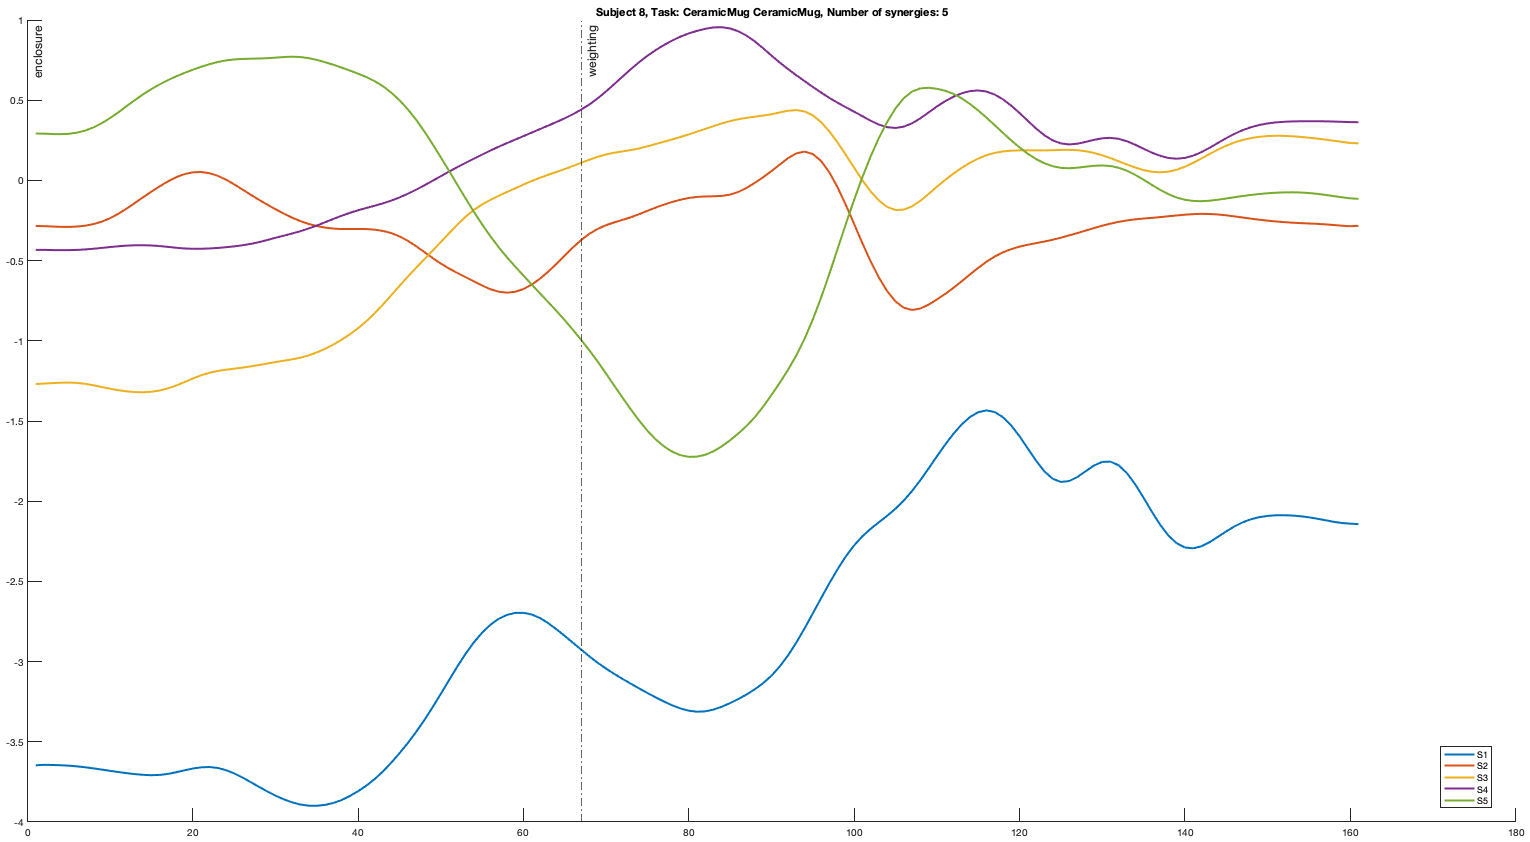 Subject 8, Task: CeramicMug CeramicMug, Number of synergies: 5
enclosure
weighting
1
0.5
0
-0.5
-1
-1.5
-2
-2.5
-3
-3.5
-4
0 20 40 60 80 100 120 140 160 180
S1
S2
S3
S4
S5